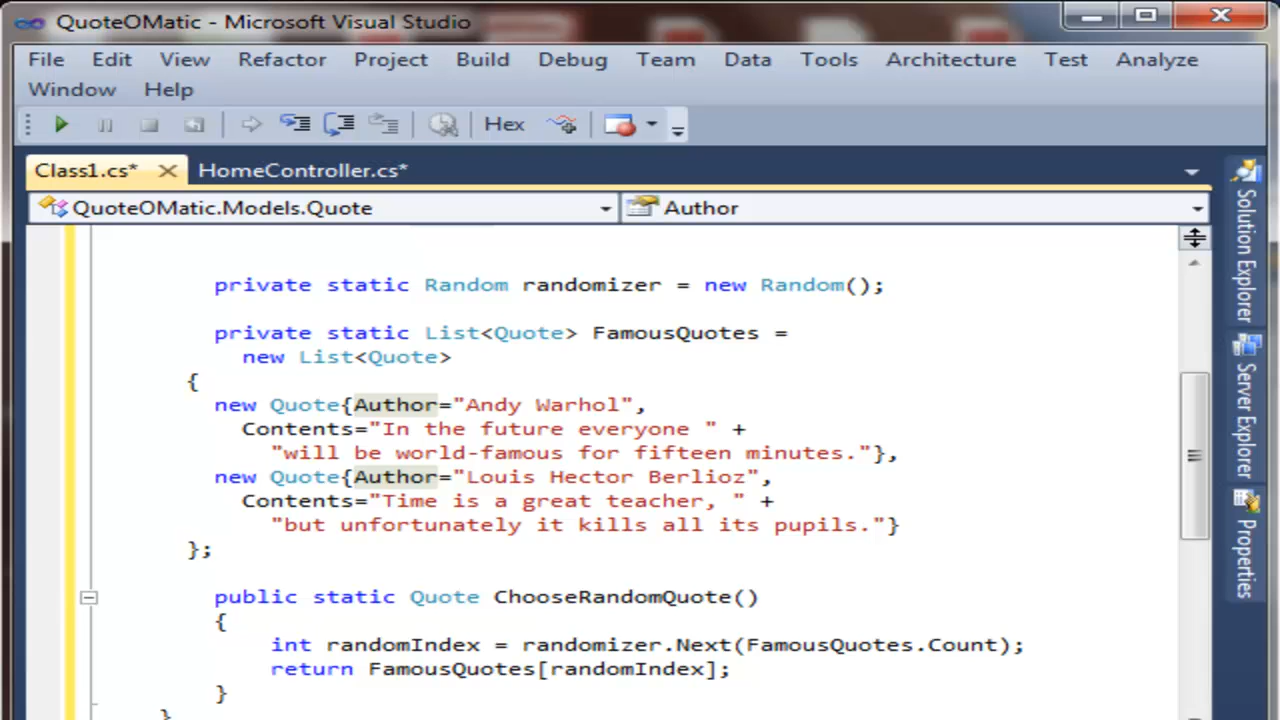 QuoteOMatic - Microsoft Visual Studio
File Edit View Refactor Project Build Debug Team Data Tools Architecture Test Analyze
Window Help
Hex
Class1.cs* HomeController.cs*
QuoteOMatic.Models.Quote Author
private static Random randomizer = new Random();
private static List<Quote> FamousQuotes =
new List<Quote>
{
new Quote{Author="Andy Warhol",
Contents="In the future everyone " +
"will be world-famous for fifteen minutes."},
new Quote{Author="Louis Hector Berlioz",
Contents="Time is a great teacher, " +
"but unfortunately it kills all its pupils."}
};
public static Quote ChooseRandomQuote()
{
int randomIndex = randomizer.Next(FamousQuotes.Count);
return FamousQuotes[randomIndex];
}
}
Solution Explorer
Server Explorer
Properties